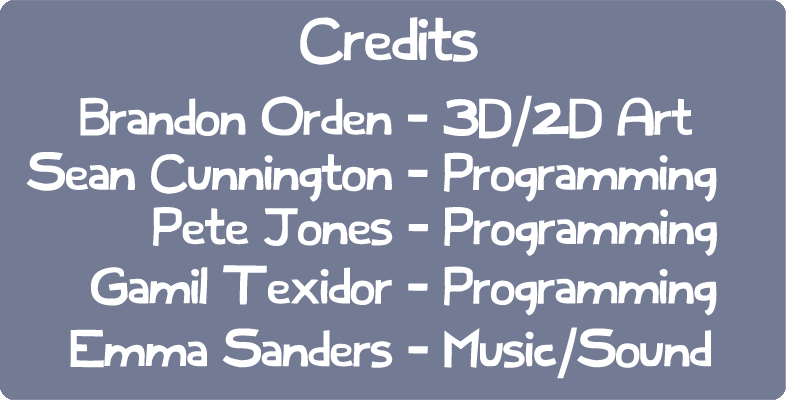 Credits
Brandon Orden - 3D/2D Art
Sean Cunnington - Programming
Pete Jones - Programming
Gamil Texidor - Programming
Emma Sanders - Music/Sound